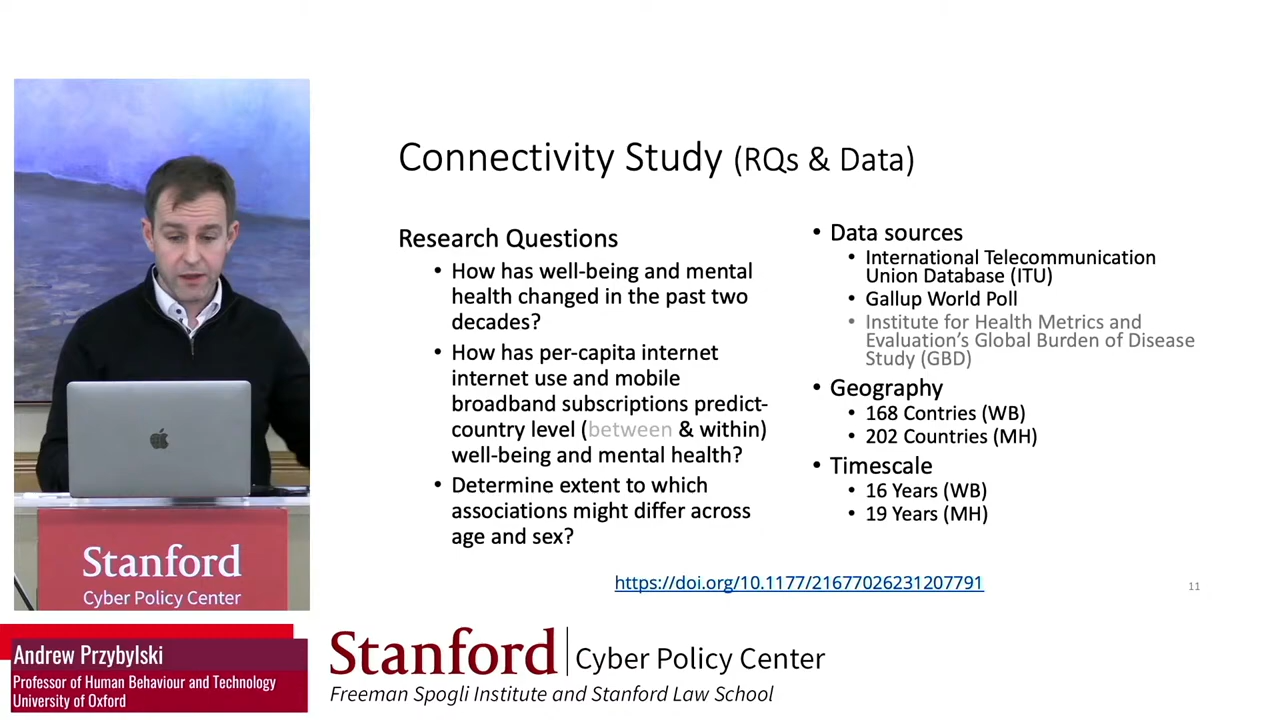 Connectivity Study (RQs & Data)
Research Questions
• How has well-being and mental
health changed in the past two
decades?
• How has per-capita internet
internet use and mobile
broadband subscriptions predict-
country level (between & within)
well-being and mental health?
• Determine extent to which
associations might differ across
age and sex?
• Data sources
• International Telecommunication
Union Database (ITU)
• Gallup World Poll
• Institute for Health Metrics and
Evaluation's Global Burden of Disease
Study (GBD)
• Geography
• 168 Contries (WB)
• 202 Countries (MH)
• Timescale
• 16 Years (WB)
• 19 Years (MH)
https://doi.org/10.1177/21677026231207791
11
Stanford
Cyber Policy Center
Andrew Przybylski
Professor of Human Behaviour and Technology
University of Oxford
Stanford Cyber Policy Center
Freeman Spogli Institute and Stanford Law School